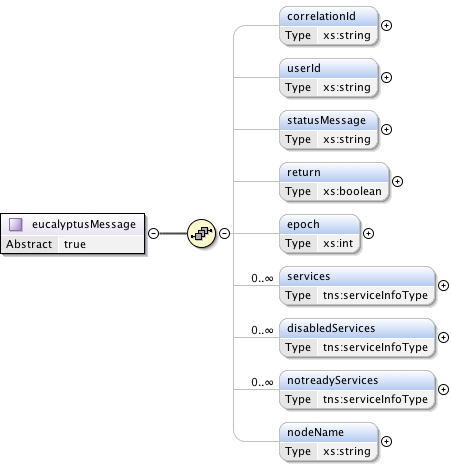 correlationId
Type xs:string
userId
Type xs:string
statusMessage
Type xs:string
return
Type xs:boolean
eucalyptusMessage
Abstract true
epoch
Type xs:int
0..∞ services
Type tns:serviceInfoType
0..∞ disabledServices
Type tns:serviceInfoType
0..∞ notreadyServices
Type tns:serviceInfoType
nodeName
Type xs:string